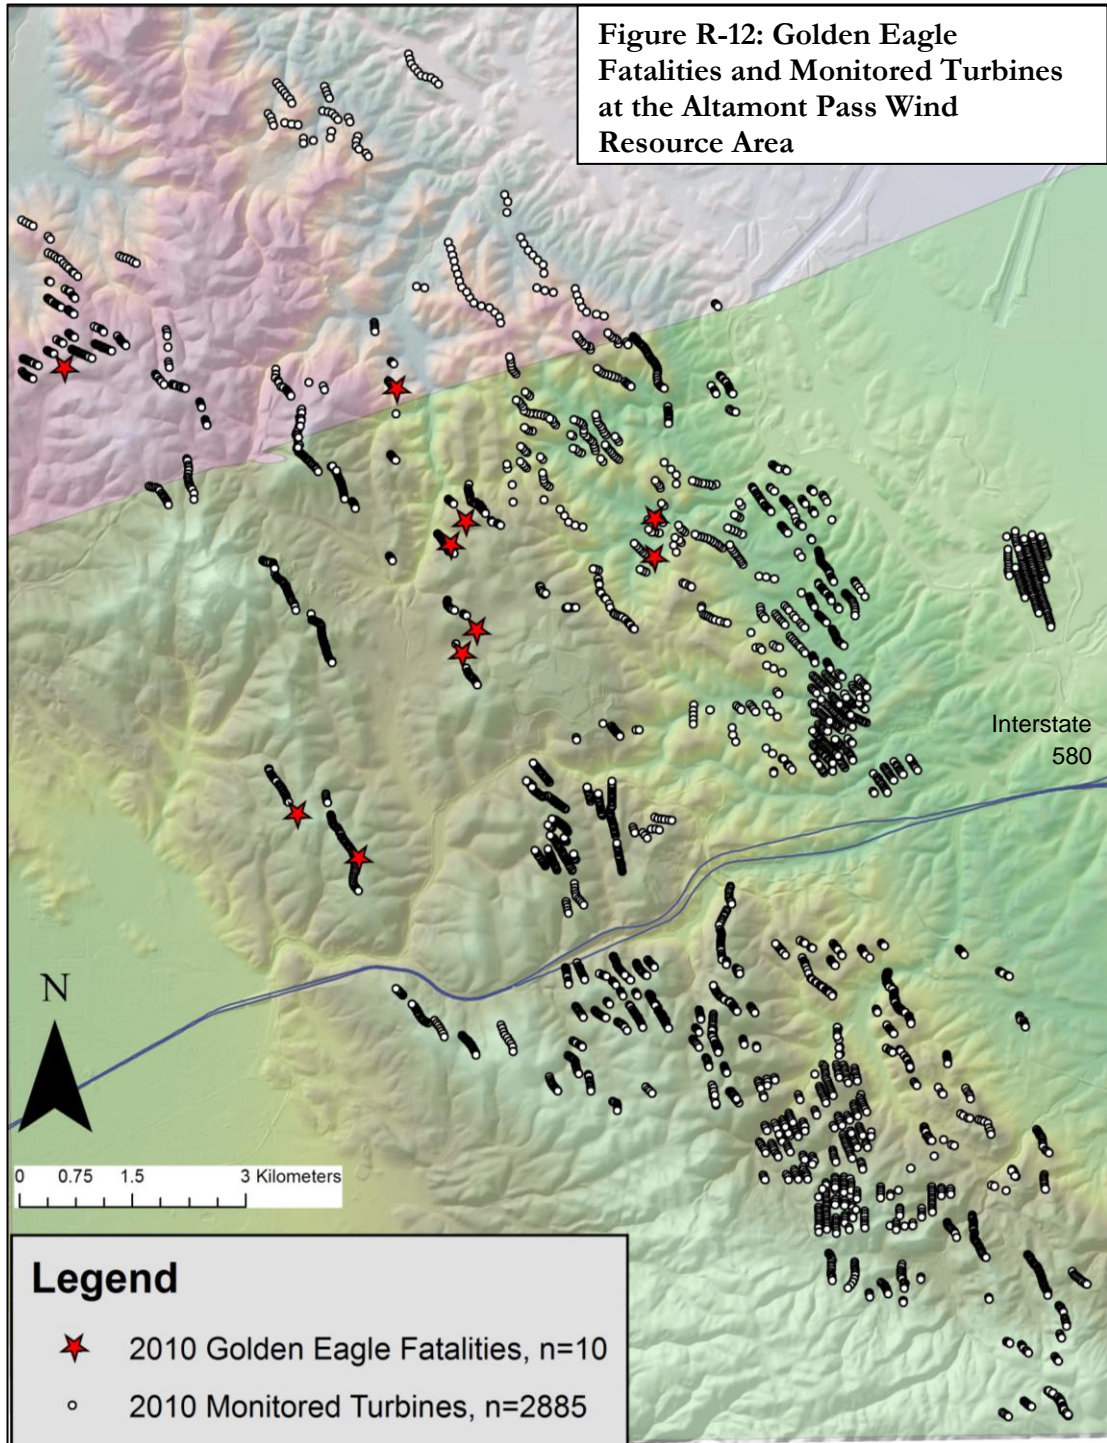 Figure R-12: Golden Eagle
Fatalities and Monitored Turbines
at the Altamont Pass Wind
Resource Area
Interstate
580
N
0 0.75 1.5 3 Kilometers
Legend
2010 Golden Eagle Fatalities, n=10
2010 Monitored Turbines, n=2885